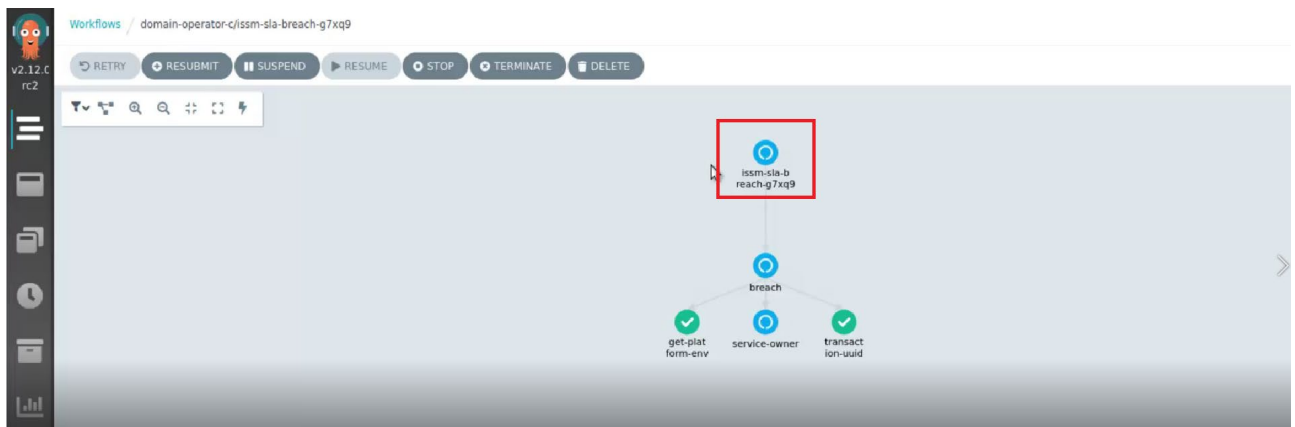 Workflows / domain-operator-c/issm-sla-breach-g7xq9
v2.12.0
rc2
RETRY RESUBMIT SUSPEND RESUME STOP TERMINATE DELETE
issm-sla-b
reach-g7xq9
breach
get-plat
form-env
service-owner
transact
ion-uuid